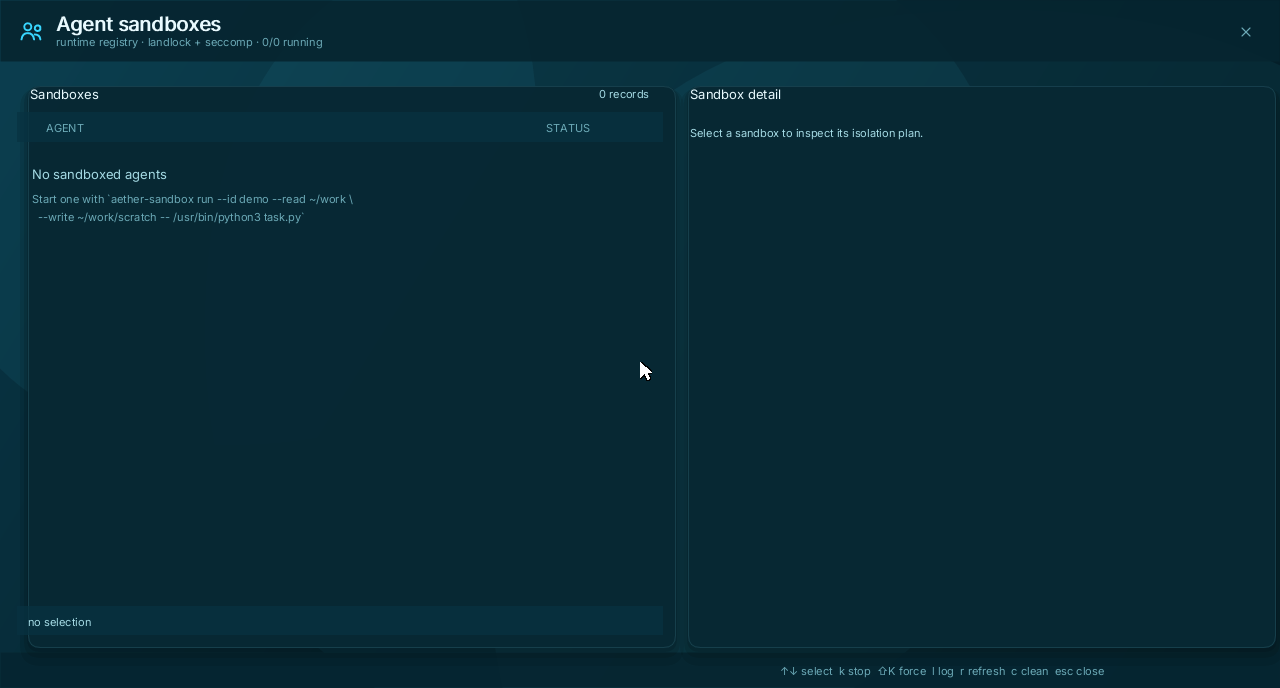 Agent sandboxes
runtime registry · landlock + seccomp · 0/0 running
Sandboxes
0 records
AGENT
STATUS
No sandboxed agents
Start one with `aether-sandbox run --id demo --read ~/work \
--write ~/work/scratch -- /usr/bin/python3 task.py`
no selection
Sandbox detail
Select a sandbox to inspect its isolation plan.
↑↓ select k stop ⇧K force l log r refresh c clean esc close